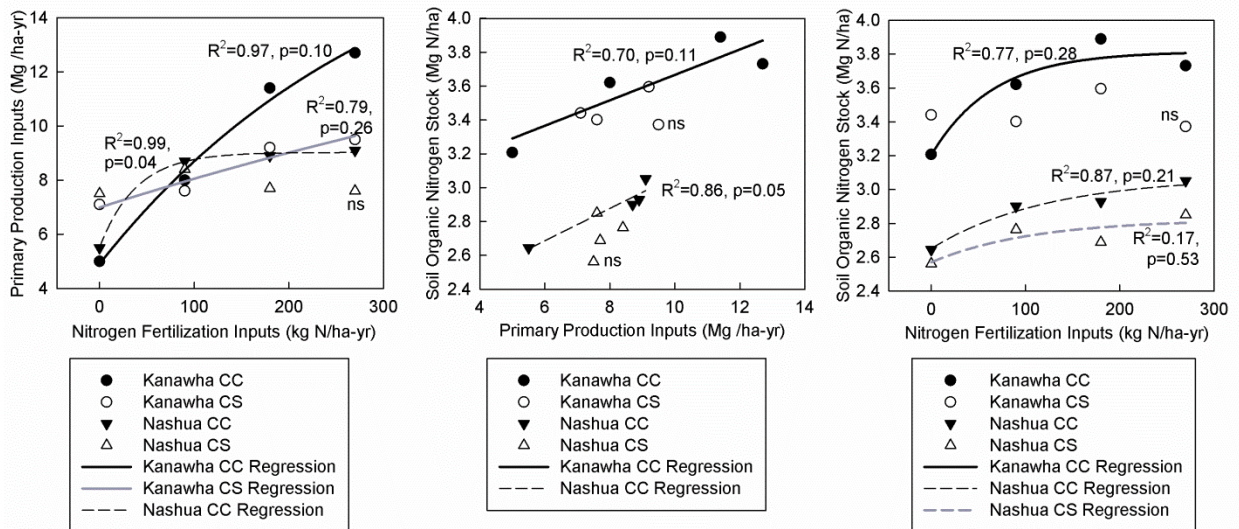 14
12
10
8
6
4
Primary Production Inputs (Mg /ha-yr)
R²=0.97, p=0.10
R²=0.99,
p=0.04
R²=0.79,
p=0.26
ns
0
100
200
300
Nitrogen Fertilization Inputs (kg N/ha-yr)
Kanawha CC
Kanawha CS
Nashua CC
Nashua CS
Kanawha CC Regression
Kanawha CS Regression
Nashua CC Regression
4.0
3.8
3.6
3.4
3.2
3.0
2.8
2.6
2.4
Soil Organic Nitrogen Stock (Mg N/ha)
R²=0.70, p=0.11
ns
R²=0.86, p=0.05
ns
4
6
8
10
12
14
Primary Production Inputs (Mg /ha-yr)
Kanawha CC
Kanawha CS
Nashua CC
Nashua CS
Kanawha CC Regression
Nashua CC Regression
4.0
3.8
3.6
3.4
3.2
3.0
2.8
2.6
2.4
Soil Organic Nitrogen Stock (Mg N/ha)
R²=0.77, p=0.28
ns
R²=0.87, p=0.21
R²=0.17,
p=0.53
0
100
200
300
Nitrogen Fertilization Inputs (kg N/ha-yr)
Kanawha CC
Kanawha CS
Nashua CC
Nashua CS
Kanawha CC Regression
Nashua CC Regression
Nashua CS Regression